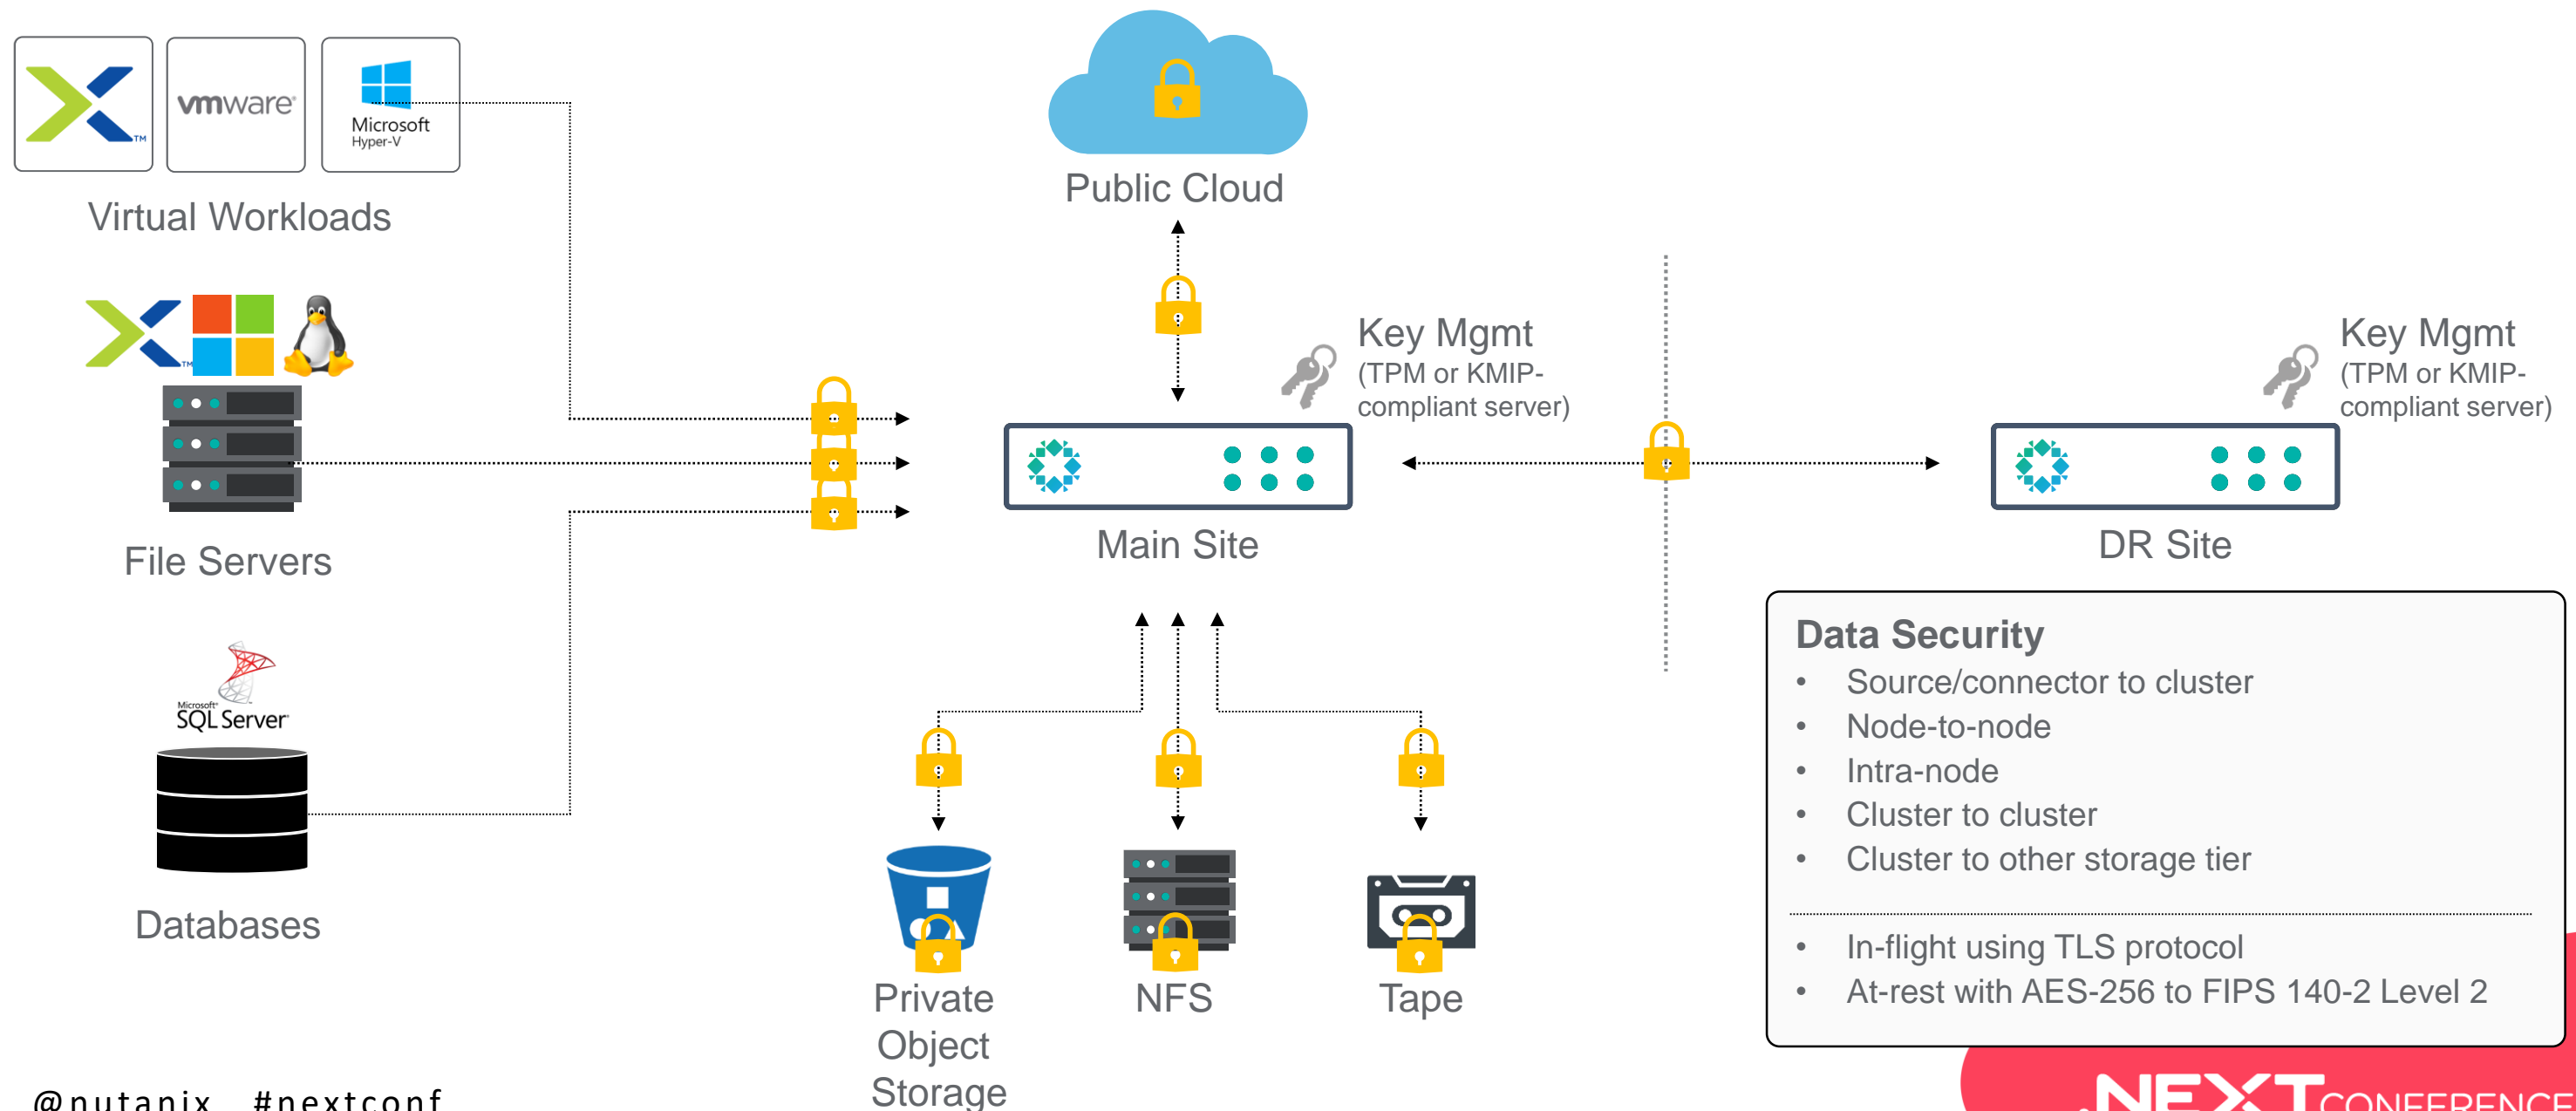 vmware
Microsoft
Hyper-V
TM
Virtual Workloads
TM
File Servers
Microsoft
SQL Server
Databases
Public Cloud
Key Mgmt
(TPM or KMIP-
compliant server)
Main Site
Key Mgmt
(TPM or KMIP-
compliant server)
DR Site
Private
Object
Storage
NFS
Tape
Data Security
• Source/connector to cluster
• Node-to-node
• Intra-node
• Cluster to cluster
• Cluster to other storage tier
• In-flight using TLS protocol
• At-rest with AES-256 to FIPS 140-2 Level 2
@nutanix #nextconf
.NEXT CONFERENCE